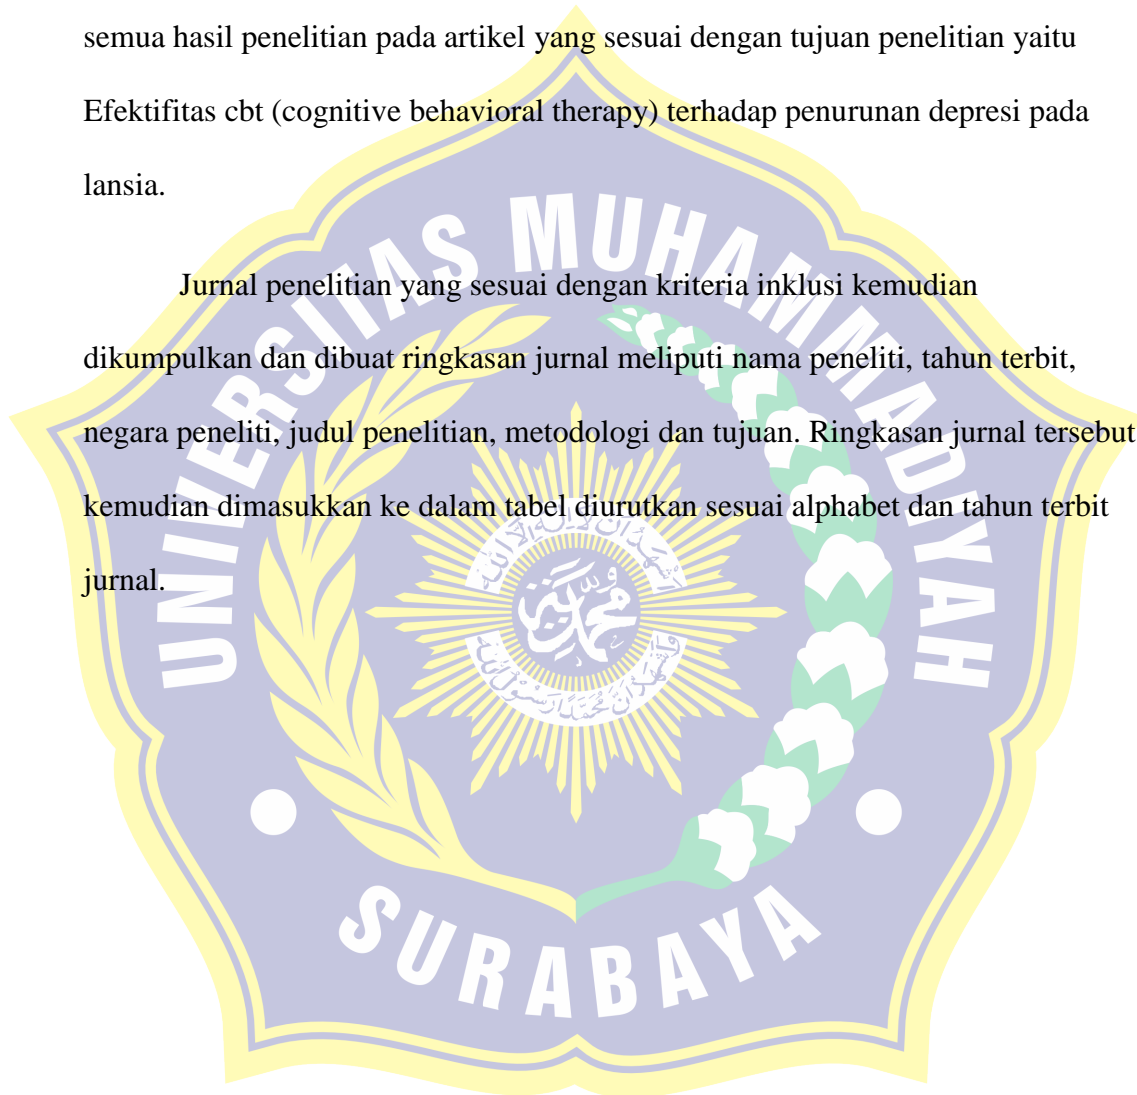 semua hasil penelitian pada artikel yang sesuai dengan tujuan penelitian yaitu
Efektifitas cbt (cognitive behavioral therapy) terhadap penurunan depresi pada
lansia.
Jurnal penelitian yang sesuai dengan kriteria inklusi kemudian
dikumpulkan dan dibuat ringkasan jurnal meliputi nama peneliti, tahun terbit,
negara peneliti, judul penelitian, metodologi dan tujuan. Ringkasan jurnal tersebut
kemudian dimasukkan ke dalam tabel diurutkan sesuai alphabet dan tahun terbit
jurnal.
UNIVERSITAS MUHAMMADIYAH
SURABAYA